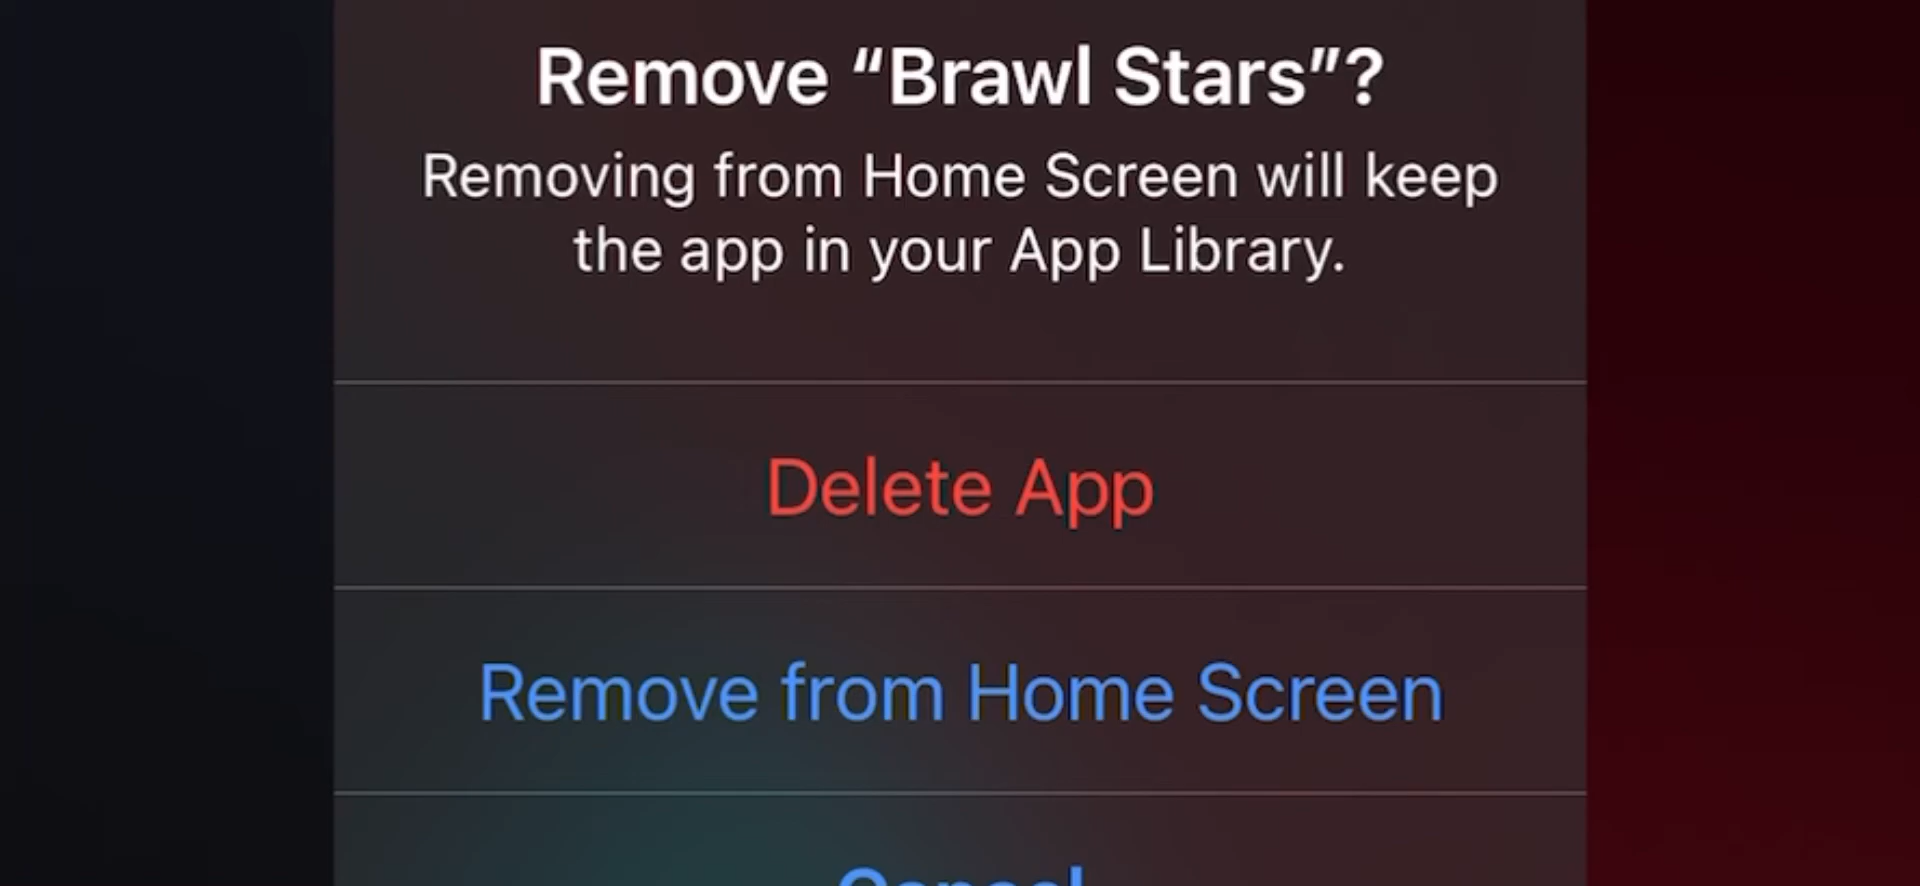 Remove “Brawl Stars”?
Removing from Home Screen will keep
the app in your App Library.
Delete App
Remove from Home Screen
Cancel